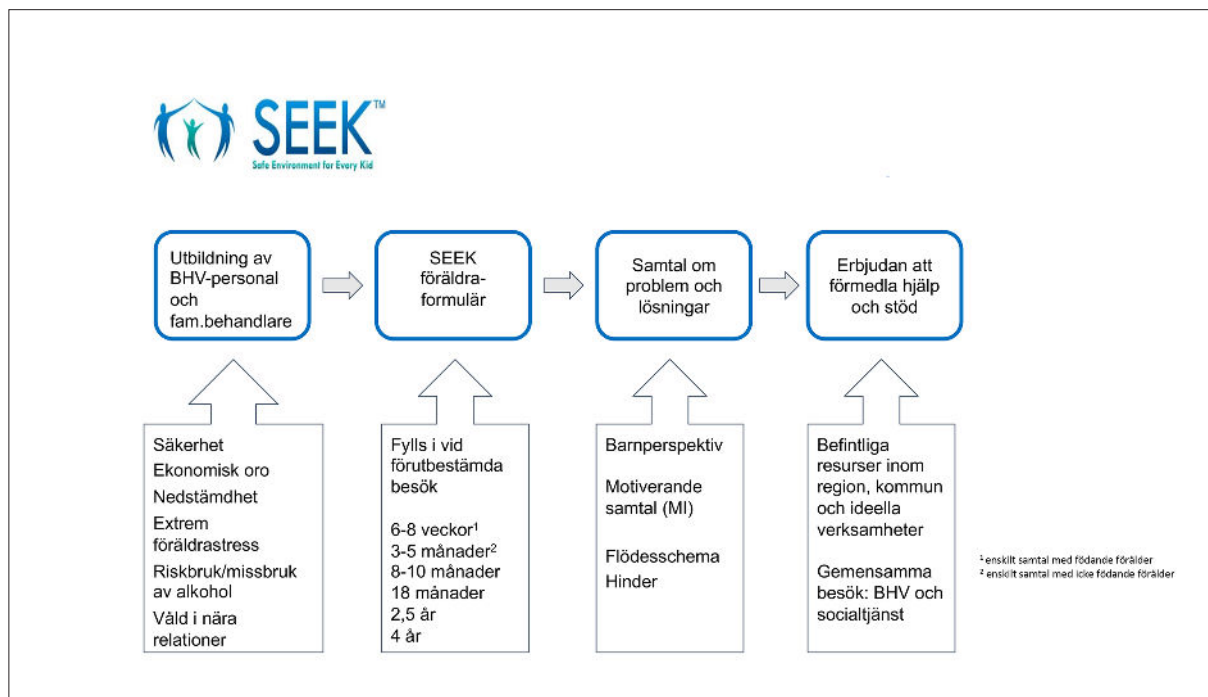 SEEK™
Safe Environment for Every Kid
Utbildning av
BHV-personal
och
fam.behandlare
SEEK
föräldra-
formulär
Samtal om
problem och
lösningar
Erbjudan att
förmedla hjälp
och stöd
Säkerhet
Ekonomisk oro
Nedstämdhet
Extrem
föräldrastress
Riskbruk/missbruk
av alkohol
Våld i nära
relationer
Fylls i vid
förutbestämda
besök
6-8 veckor¹
3-5 månader²
8-10 månader
18 månader
2,5 år
4 år
Barnperspektiv
Motiverande
samtal (MI)
Flödesschema
Hinder
Befintliga
resurser inom
region, kommun
och ideella
verksamheter
Gemensamma
besök: BHV och
socialtjänst
¹ enskilt samtal med födande förälder
² enskilt samtal med icke födande förälder